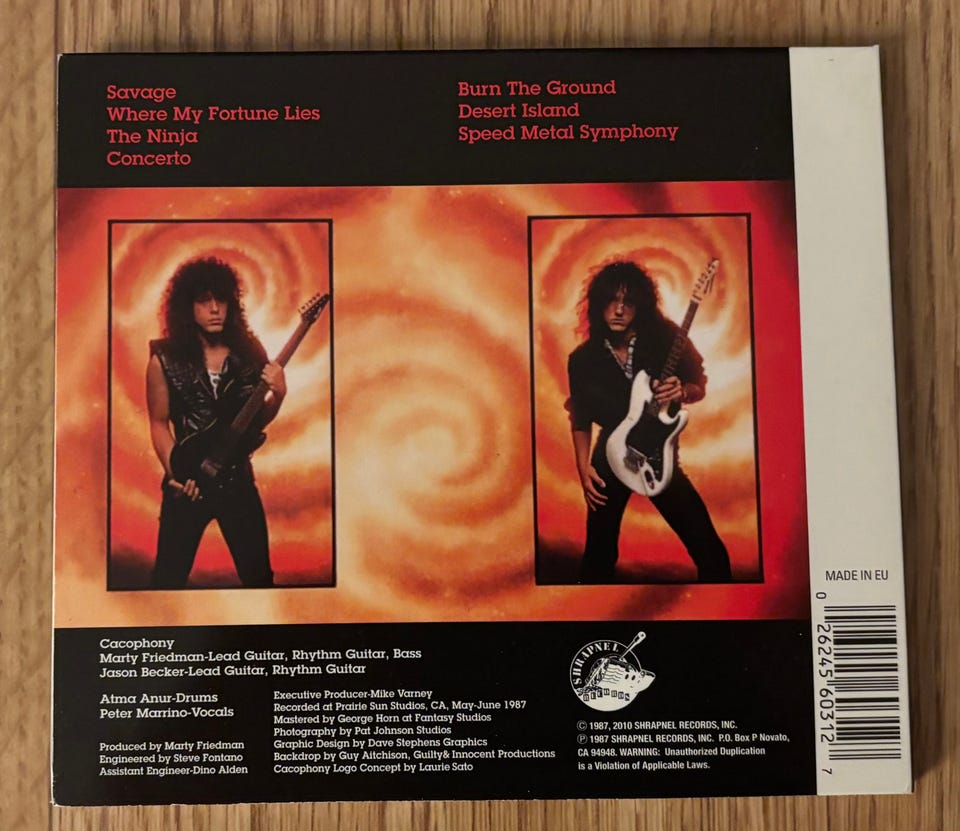 Savage
Where My Fortune Lies
The Ninja
Concerto
Burn The Ground
Desert Island
Speed Metal Symphony
MADE IN EU
0 26245 60312 7
Cacophony
Marty Friedman-Lead Guitar, Rhythm Guitar, Bass
Jason Becker-Lead Guitar, Rhythm Guitar
Atma Anur-Drums
Peter Marrino-Vocals
Produced by Marty Friedman
Engineered by Steve Fontano
Assistant Engineer-Dino Alden
Executive Producer-Mike Varney
Recorded at Prairie Sun Studios, CA, May-June 1987
Mastered by George Horn at Fantasy Studios
Photography by Pat Johnson Studios
Graphic Design by Dave Stephens Graphics
Backdrop by Guy Aitchison, Guilty& Innocent Productions
Cacophony Logo Concept by Laurie Sato
SHRAPNEL
RECORDS
© 1987, 2010 SHRAPNEL RECORDS, INC.
℗ 1987 SHRAPNEL RECORDS, INC. P.O. Box P Novato,
CA 94948. WARNING: Unauthorized Duplication
is a Violation of Applicable Laws.